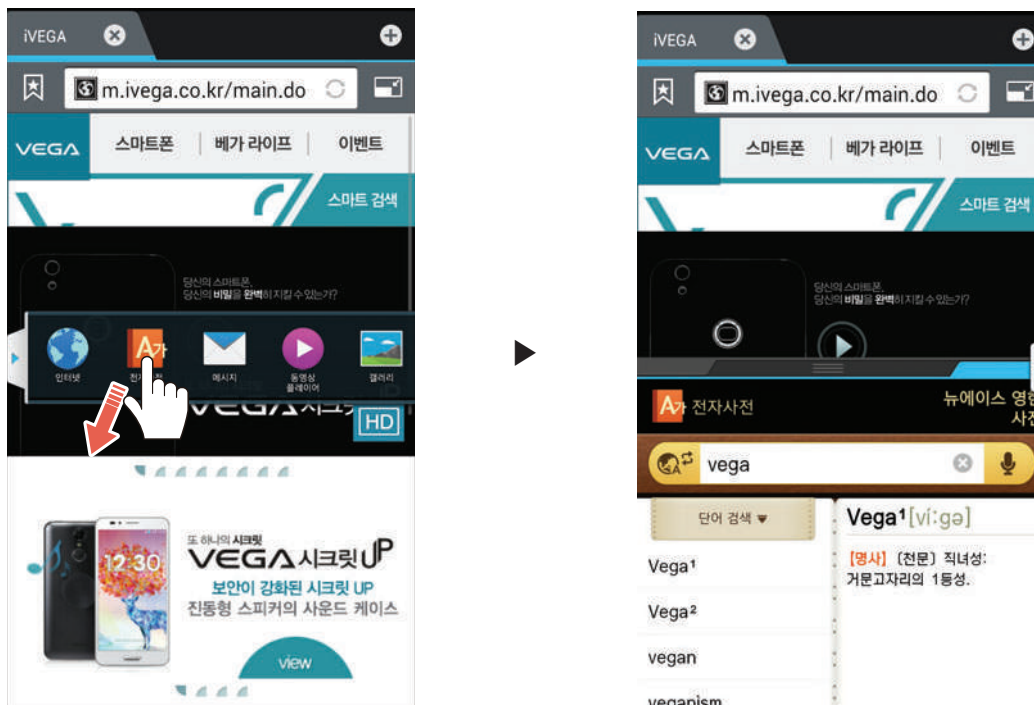 iVEGA
m.ivega.co.kr/main.do
VEGA 스마트폰 베가 라이프 이벤트
스마트 검색
당신의 스마트폰,
당신의 비밀을 완벽히 지킬 수 있는가?
인터넷 메시지 동영상 플레이어 갤러리
HD
12:30
또 하나의 시크릿
VEGA 시크릿 UP
보안이 강화된 시크릿 UP
진동형 스피커의 사운드 케이스
view
iVEGA
m.ivega.co.kr/main.do
VEGA 스마트폰 베가 라이프 이벤트
스마트 검색
당신의 스마트폰,
당신의 비밀을 완벽히 지킬 수 있는가?
전자사전 뉴에이스
vega
단어 검색
Vega¹[víːgə]
[명사] (천문) 직녀성:
거문고자리의 1등성.
Vega¹
Vega²
vegan
veganism